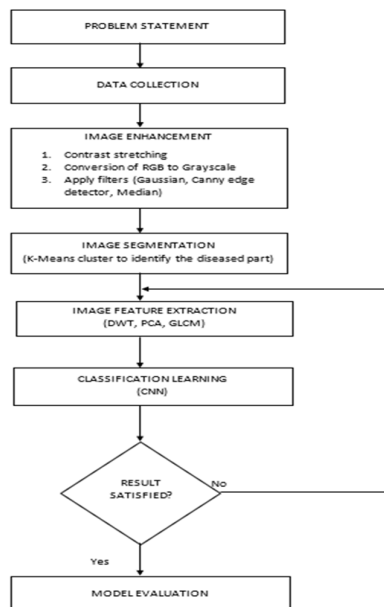 PROBLEM STATEMENT
DATA COLLECTION
IMAGE ENHANCEMENT
1. Contrast stretching
2. Conversion of RGB to Grayscale
3. Apply filters (Gaussian, Canny edge
detector, Median)
IMAGE SEGMENTATION
(K-Means cluster to identify the diseased part)
IMAGE FEATURE EXTRACTION
(DWT, PCA, GLCM)
CLASSIFICATION LEARNING
(CNN)
RESULT
SATISFIED?
No
Yes
MODEL EVALUATION